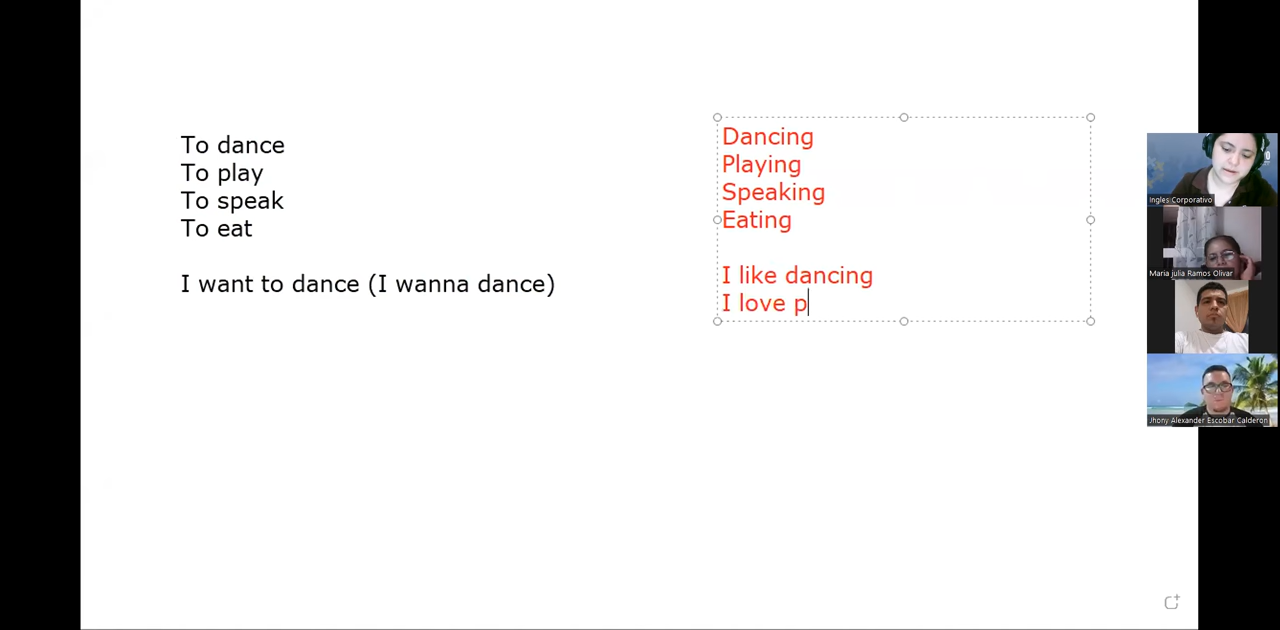 To dance
To play
To speak
To eat
I want to dance (I wanna dance)
Dancing
Playing
Speaking
Eating
I like dancing
I love p
Ingles Corporativo
Maria julia Ramos Olivar
Jhony Alexander Escobar Calderon